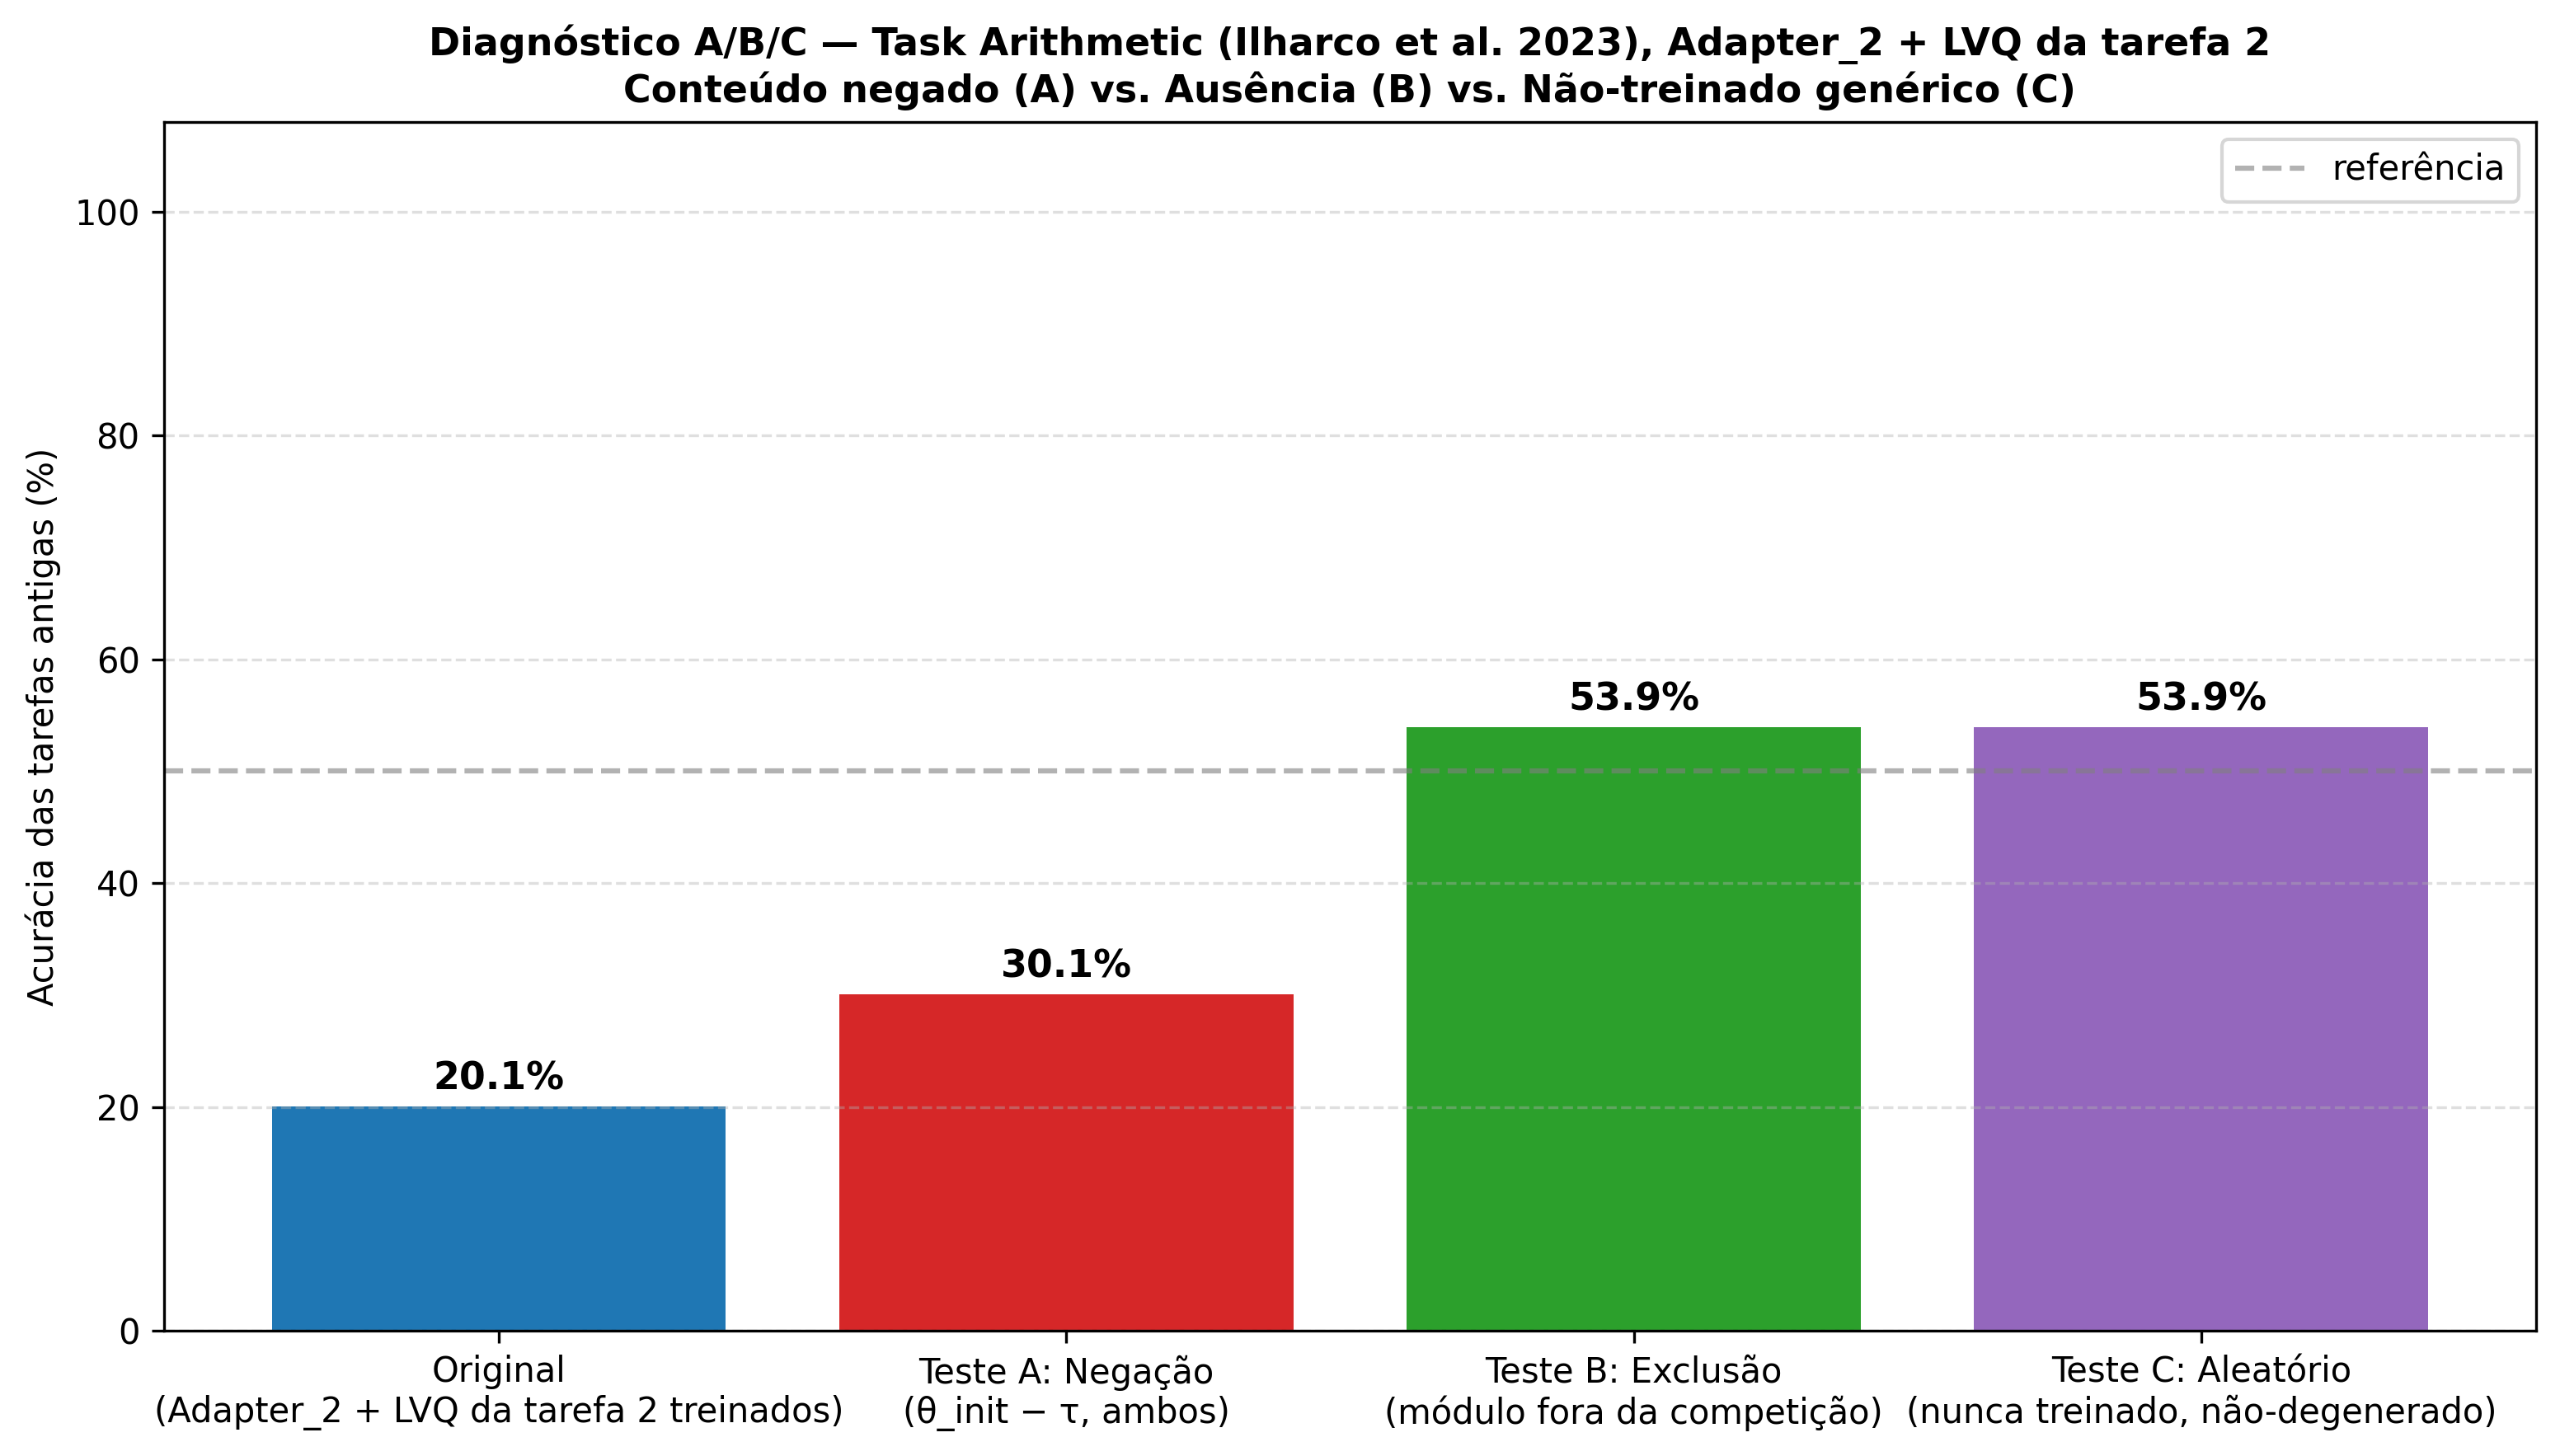 Diagnóstico A/B/C — Task Arithmetic (Ilharco et al. 2023), Adapter_2 + LVQ da tarefa 2
Conteúdo negado (A) vs. Ausência (B) vs. Não-treinado genérico (C)
referência
Acurácia das tarefas antigas (%)
100
80
60
40
20
0
20.1%
30.1%
53.9%
53.9%
Original
(Adapter_2 + LVQ da tarefa 2 treinados)
Teste A: Negação
(θ_init − τ, ambos)
Teste B: Exclusão
(módulo fora da competição)
Teste C: Aleatório
(nunca treinado, não-degenerado)